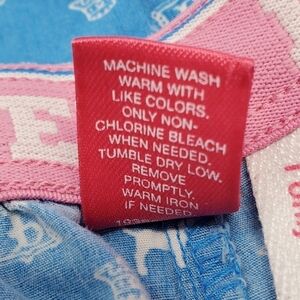 MACHINE WASH
WARM WITH
LIKE COLORS.
ONLY NON-
CHLORINE BLEACH
WHEN NEEDED.
TUMBLE DRY LOW.
REMOVE
PROMPTLY.
WARM IRON
IF NEEDED.
E